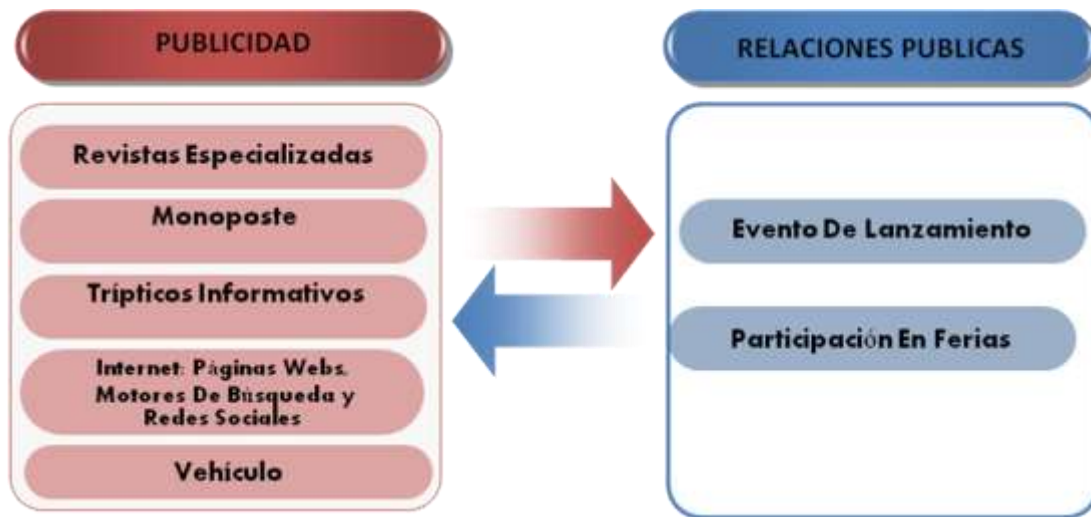 PUBLICIDAD
Revistas Especializadas
Monoposte
Trípticos Informativos
Internet: Páginas Webs,
Motores De Búsqueda y
Redes Sociales
Vehículo
RELACIONES PUBLICAS
Evento De Lanzamiento
Participación En Ferias